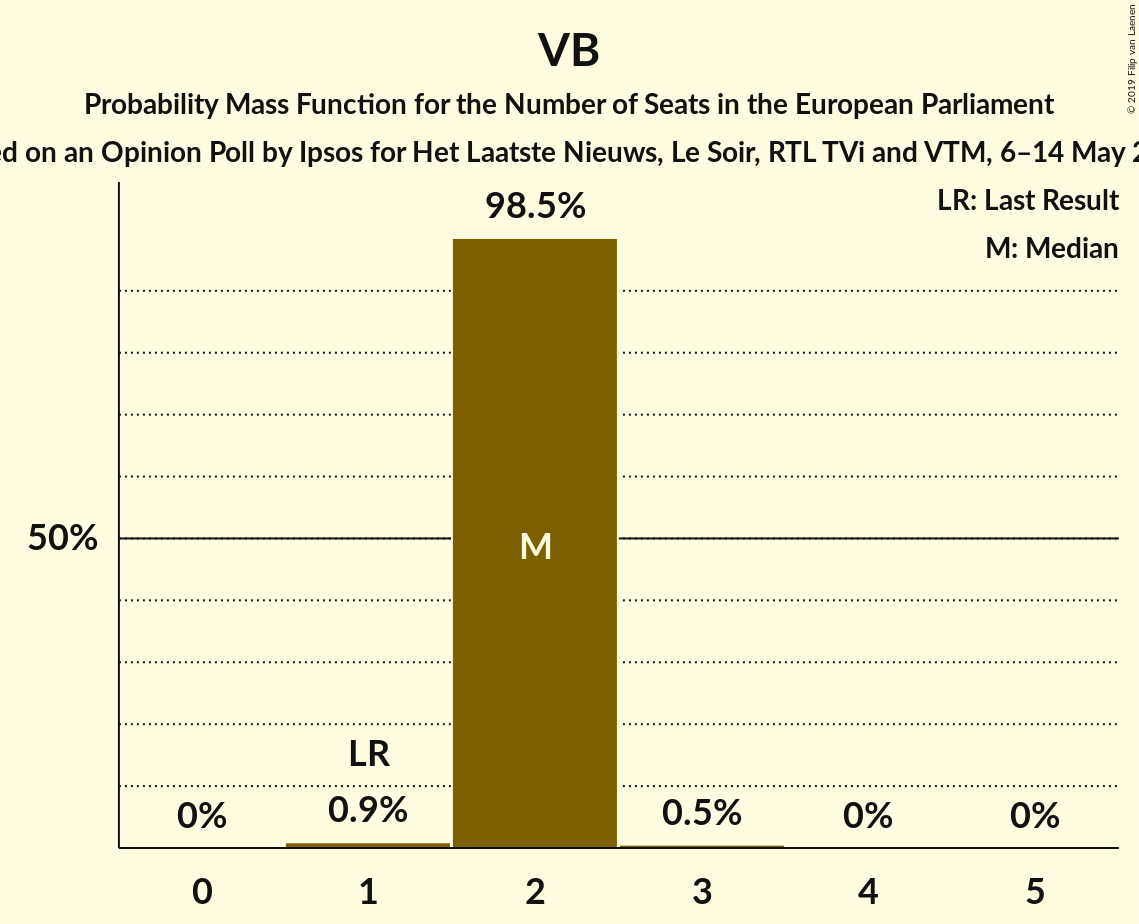 VB
Probability Mass Function for the Number of Seats in the European Parliament
on an Opinion Poll by Ipsos for Het Laatste Nieuws, Le Soir, RTL TVi and VTM, 6–14 May
© 2019 Filip van Laenen
LR: Last Result
M: Median
98.5%
50%
M
LR
0% 0.9% 0.5% 0% 0%
0 1 2 3 4 5